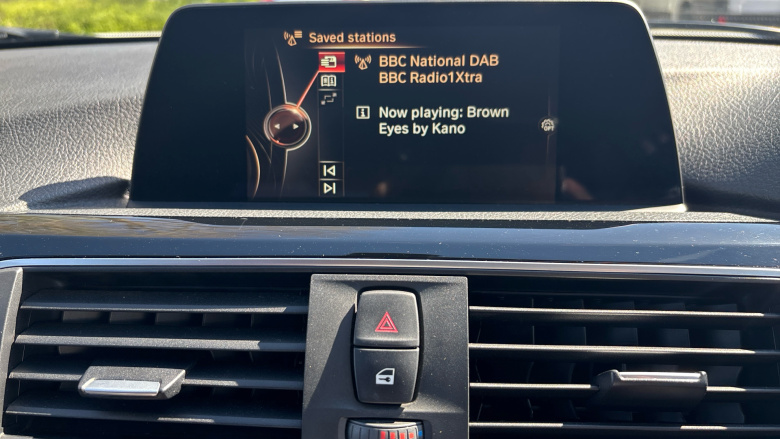 Saved stations
BBC National DAB
BBC Radio1Xtra
Now playing: Brown
Eyes by Kano